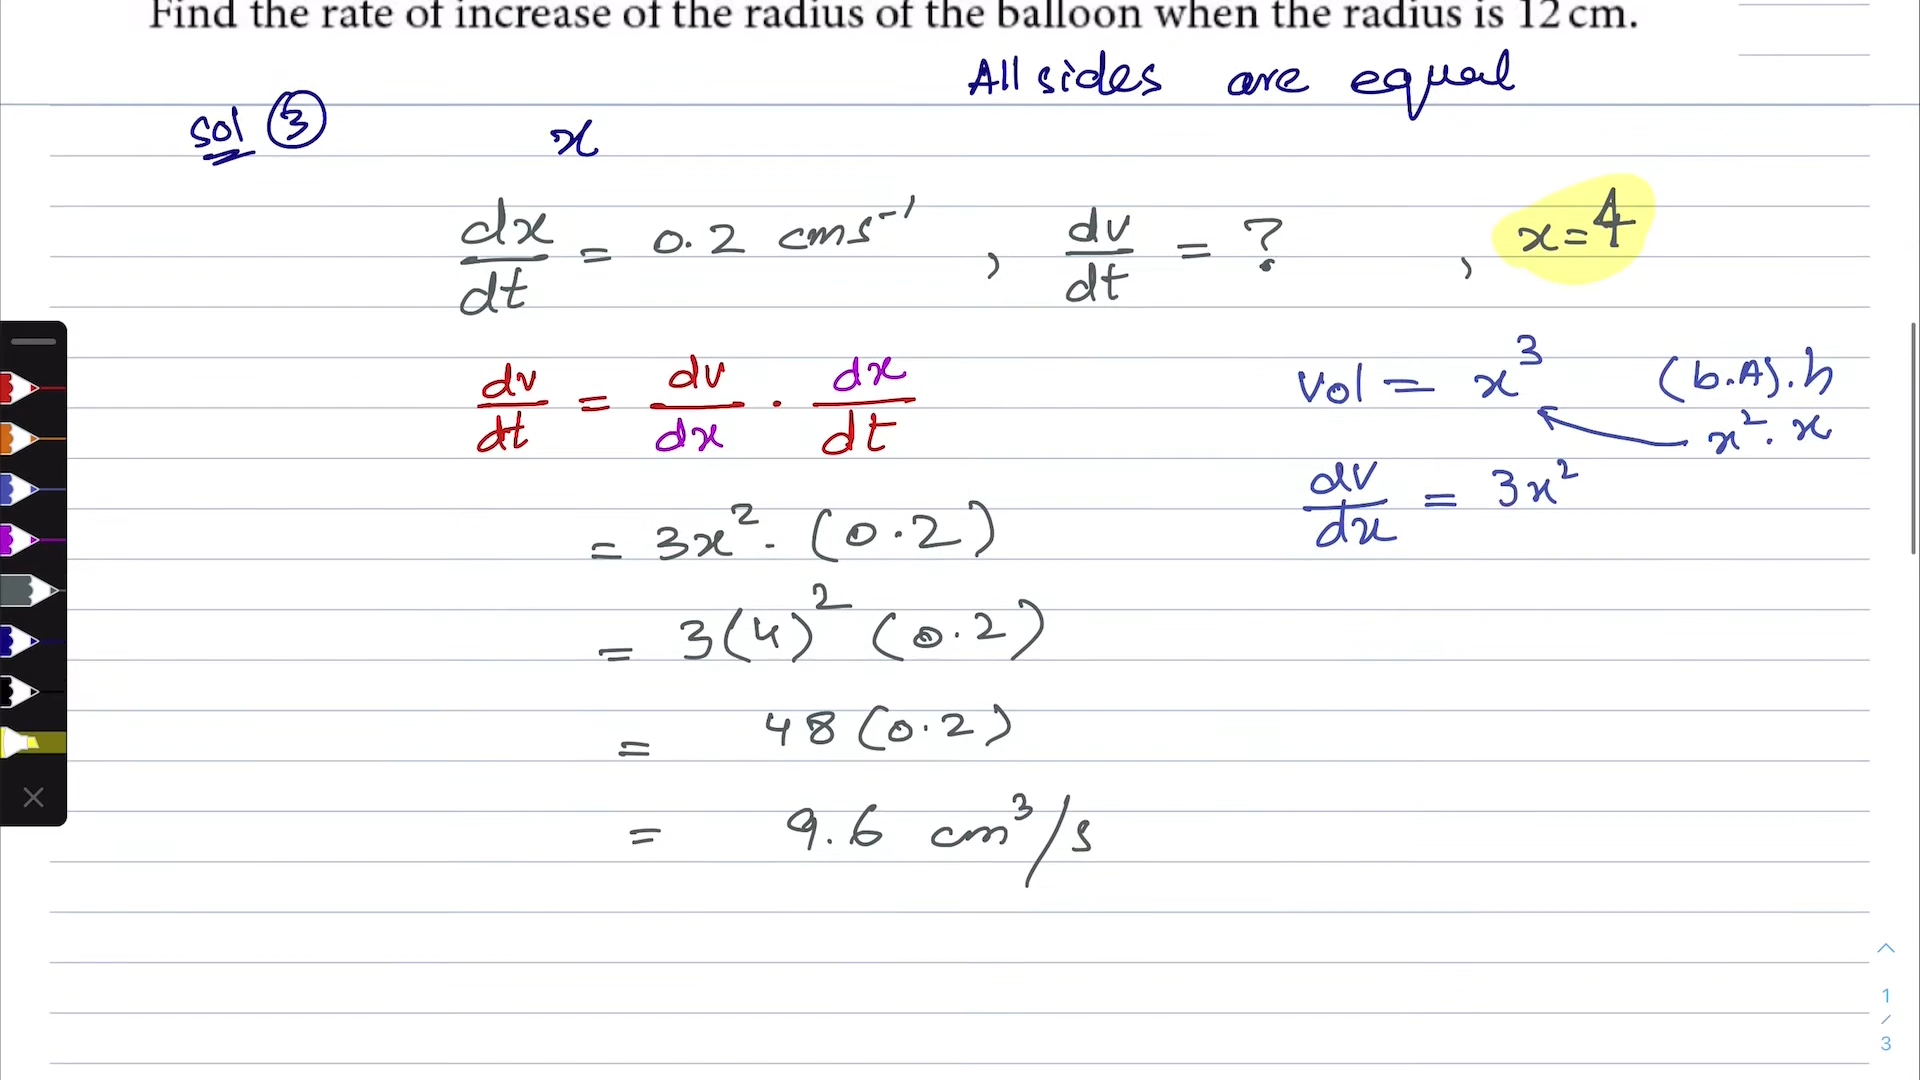 Find the rate of increase of the radius of the balloon when the radius is 12 cm.
All sides are equal
Sol ③ x
dx/dt = 0.2 cms⁻¹ , dv/dt = ? , x = 4
dv/dt = dv/dx · dx/dt
Vol = x³ (b.A).h
x² . x
dv/dx = 3x²
= 3x² . (0.2)
= 3(4)² (0.2)
= 48 (0.2)
= 9.6 cm³/s
1
/
3